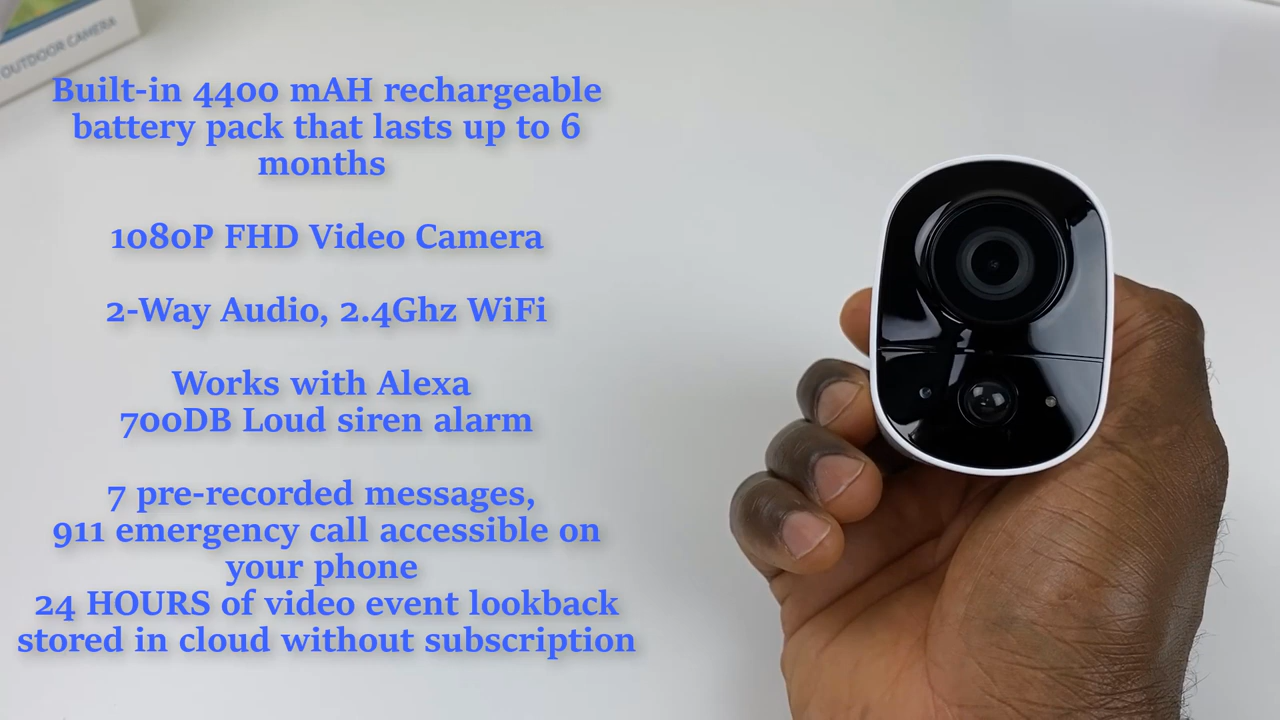 OUTDOOR CAMERA
Built-in 4400 mAH rechargeable
battery pack that lasts up to 6
months
1080P FHD Video Camera
2-Way Audio, 2.4Ghz WiFi
Works with Alexa
700DB Loud siren alarm
7 pre-recorded messages,
911 emergency call accessible on
your phone
24 HOURS of video event lookback
stored in cloud without subscription